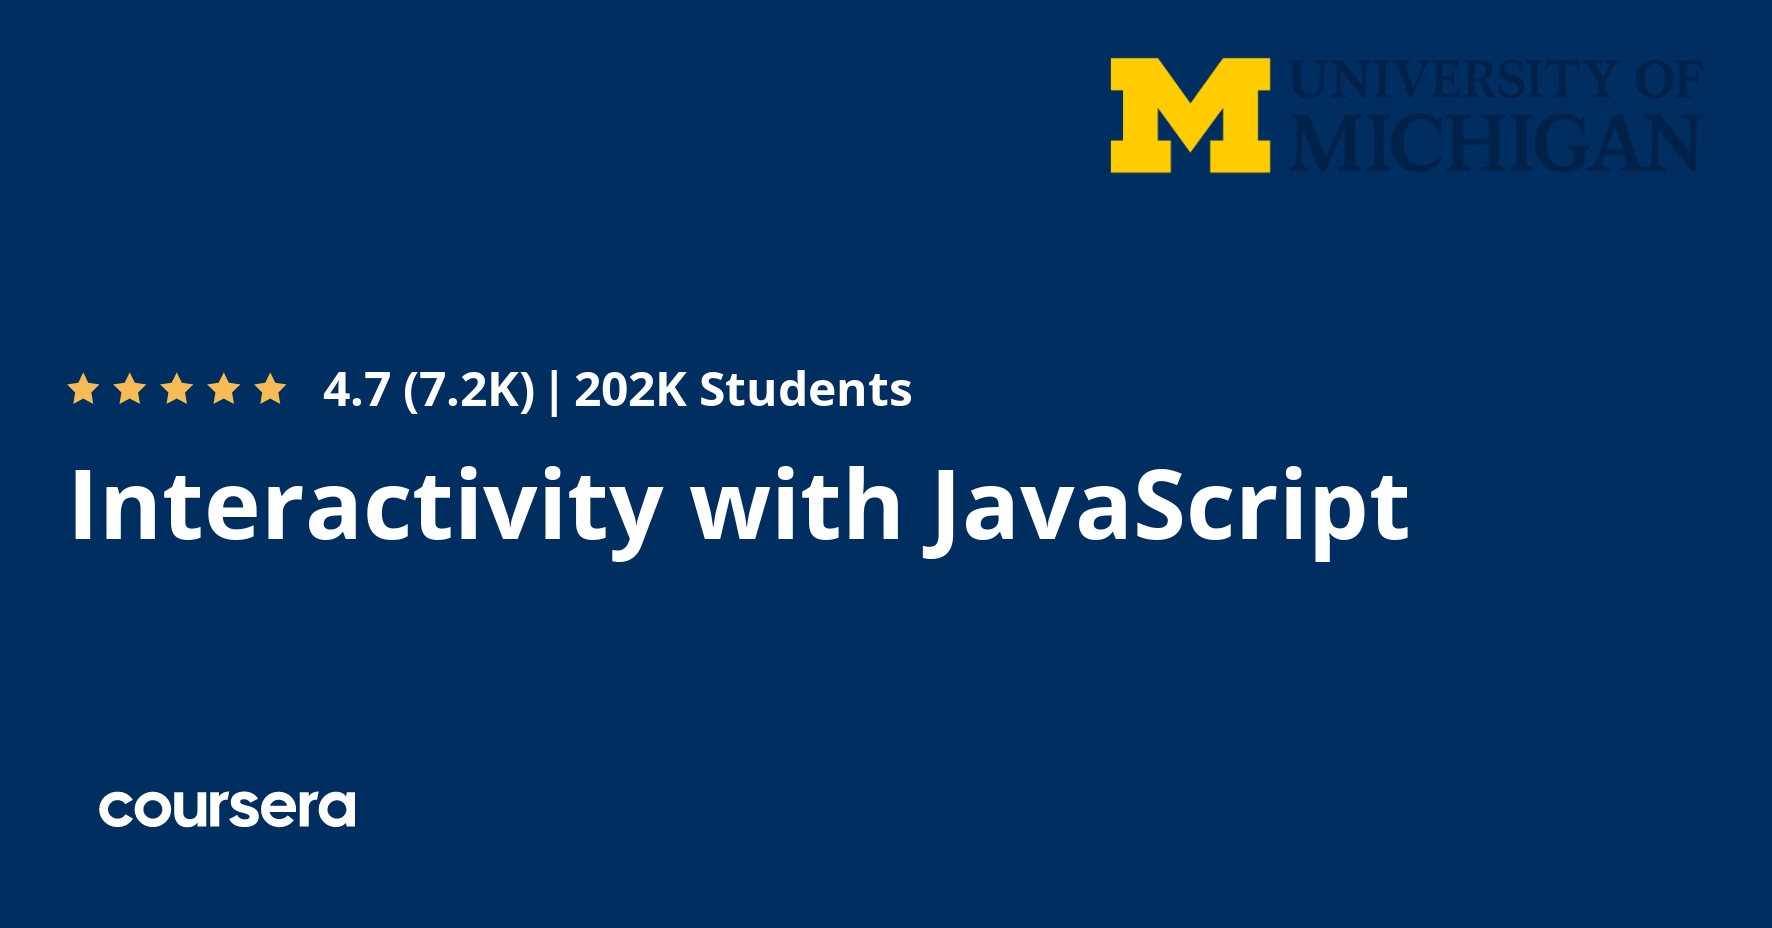 UNIVERSITY OF
MICHIGAN
4.7 (7.2K) | 202K Students
Interactivity with JavaScript
coursera